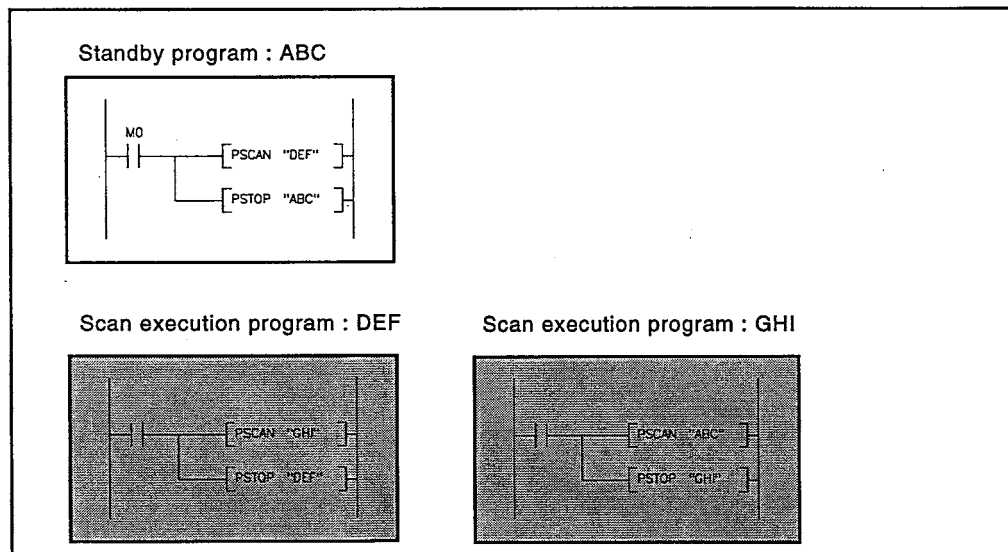 Standby program : ABC
M0
PSCAN "DEF"
PSTOP "ABC"
Scan execution program : DEF
Scan execution program : GHI
PSCAN "GHI"
PSTOP "DEF"
PSCAN "ABC"
PSTOP "GHI"